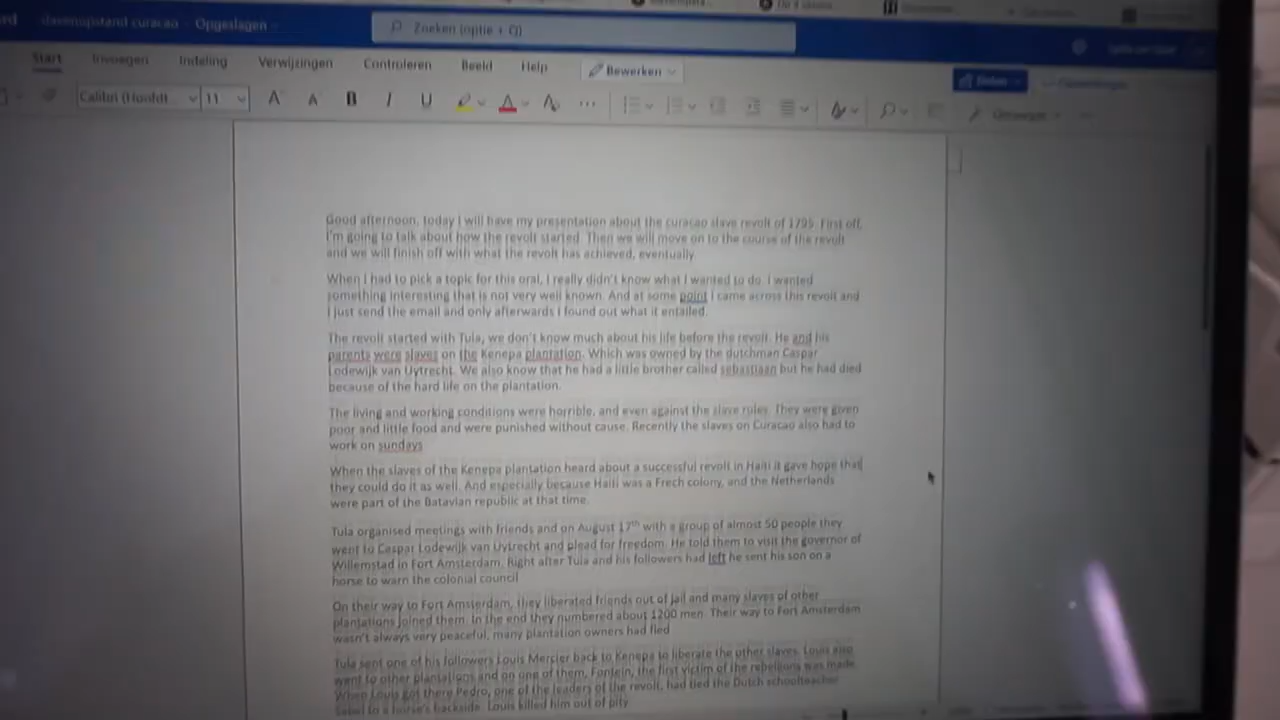 slavenopstand curacao - Opgeslagen
Zoeken (optie + Q)
Start Invoegen Indeling Verwijzingen Controleren Beeld Help Bewerken
Calibri (Hoofdt... 11 A A B I U A ...
Good afternoon, today I will have my presentation about the curacao slave revolt of 1795. First off,
I'm going to talk about how the revolt started. Then we will move on to the course of the revolt
and we will finish off with what the revolt has achieved, eventually.
When I had to pick a topic for this oral, I really didn't know what I wanted to do. I wanted
something interesting that is not very well known. And at some point I came across this revolt and
I just send the email and only afterwards I found out what it entailed.
The revolt started with Tula, we don't know much about his life before the revolt. He and his
parents were slaves on the Kenepa plantation. Which was owned by the dutchman Caspar
Lodewijk van Uytrecht. We also know that he had a little brother called sebastiaan but he had died
because of the hard life on the plantation.
The living and working conditions were horrible, and even against the slave rules. They were given
poor and little food and were punished without cause. Recently the slaves on Curacao also had to
work on sundays
When the slaves of the Kenepa plantation heard about a successful revolt in Haiti it gave hope that
they could do it as well. And especially because Haiti was a Frech colony, and the Netherlands
were part of the Batavian republic at that time.
Tula organised meetings with friends and on August 17th with a group of almost 50 people they
went to Caspar Lodewijk van Uytrecht and plead for freedom. He told them to visit the governor of
Willemstad in Fort Amsterdam. Right after Tula and his followers had left he sent his son on a
horse to warn the colonial council
On their way to Fort Amsterdam, they liberated friends out of jail and many slaves of other
plantations joined them. In the end they numbered about 1200 men. Their way to Fort Amsterdam
wasn't always very peaceful, many plantation owners had fled
Tula sent one of his followers Louis Mercier back to Kenepa to liberate the other slaves. Louis also
went to other plantations and on one of them, Fontein, the first victim of the rebellions was made.
When Louis got there Pedro, one of the leaders of the revolt, had tied the Dutch schoolteacher
Sabel to a horse's backside. Louis killed him out of pity